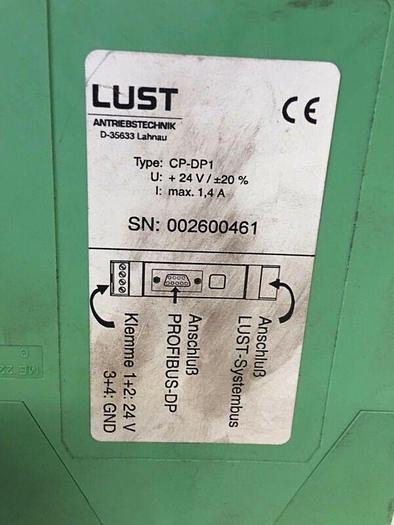 LUST
ANTRIEBSTECHNIK
D-35633 Lahnau
CE
Type: CP-DP1
U: + 24 V / ±20 %
I: max. 1,4 A
SN: 002600461
Anschluß
LUST-Systembus
Anschluß
PROFIBUS-DP
Klemme 1+2: 24 V
3+4: GND